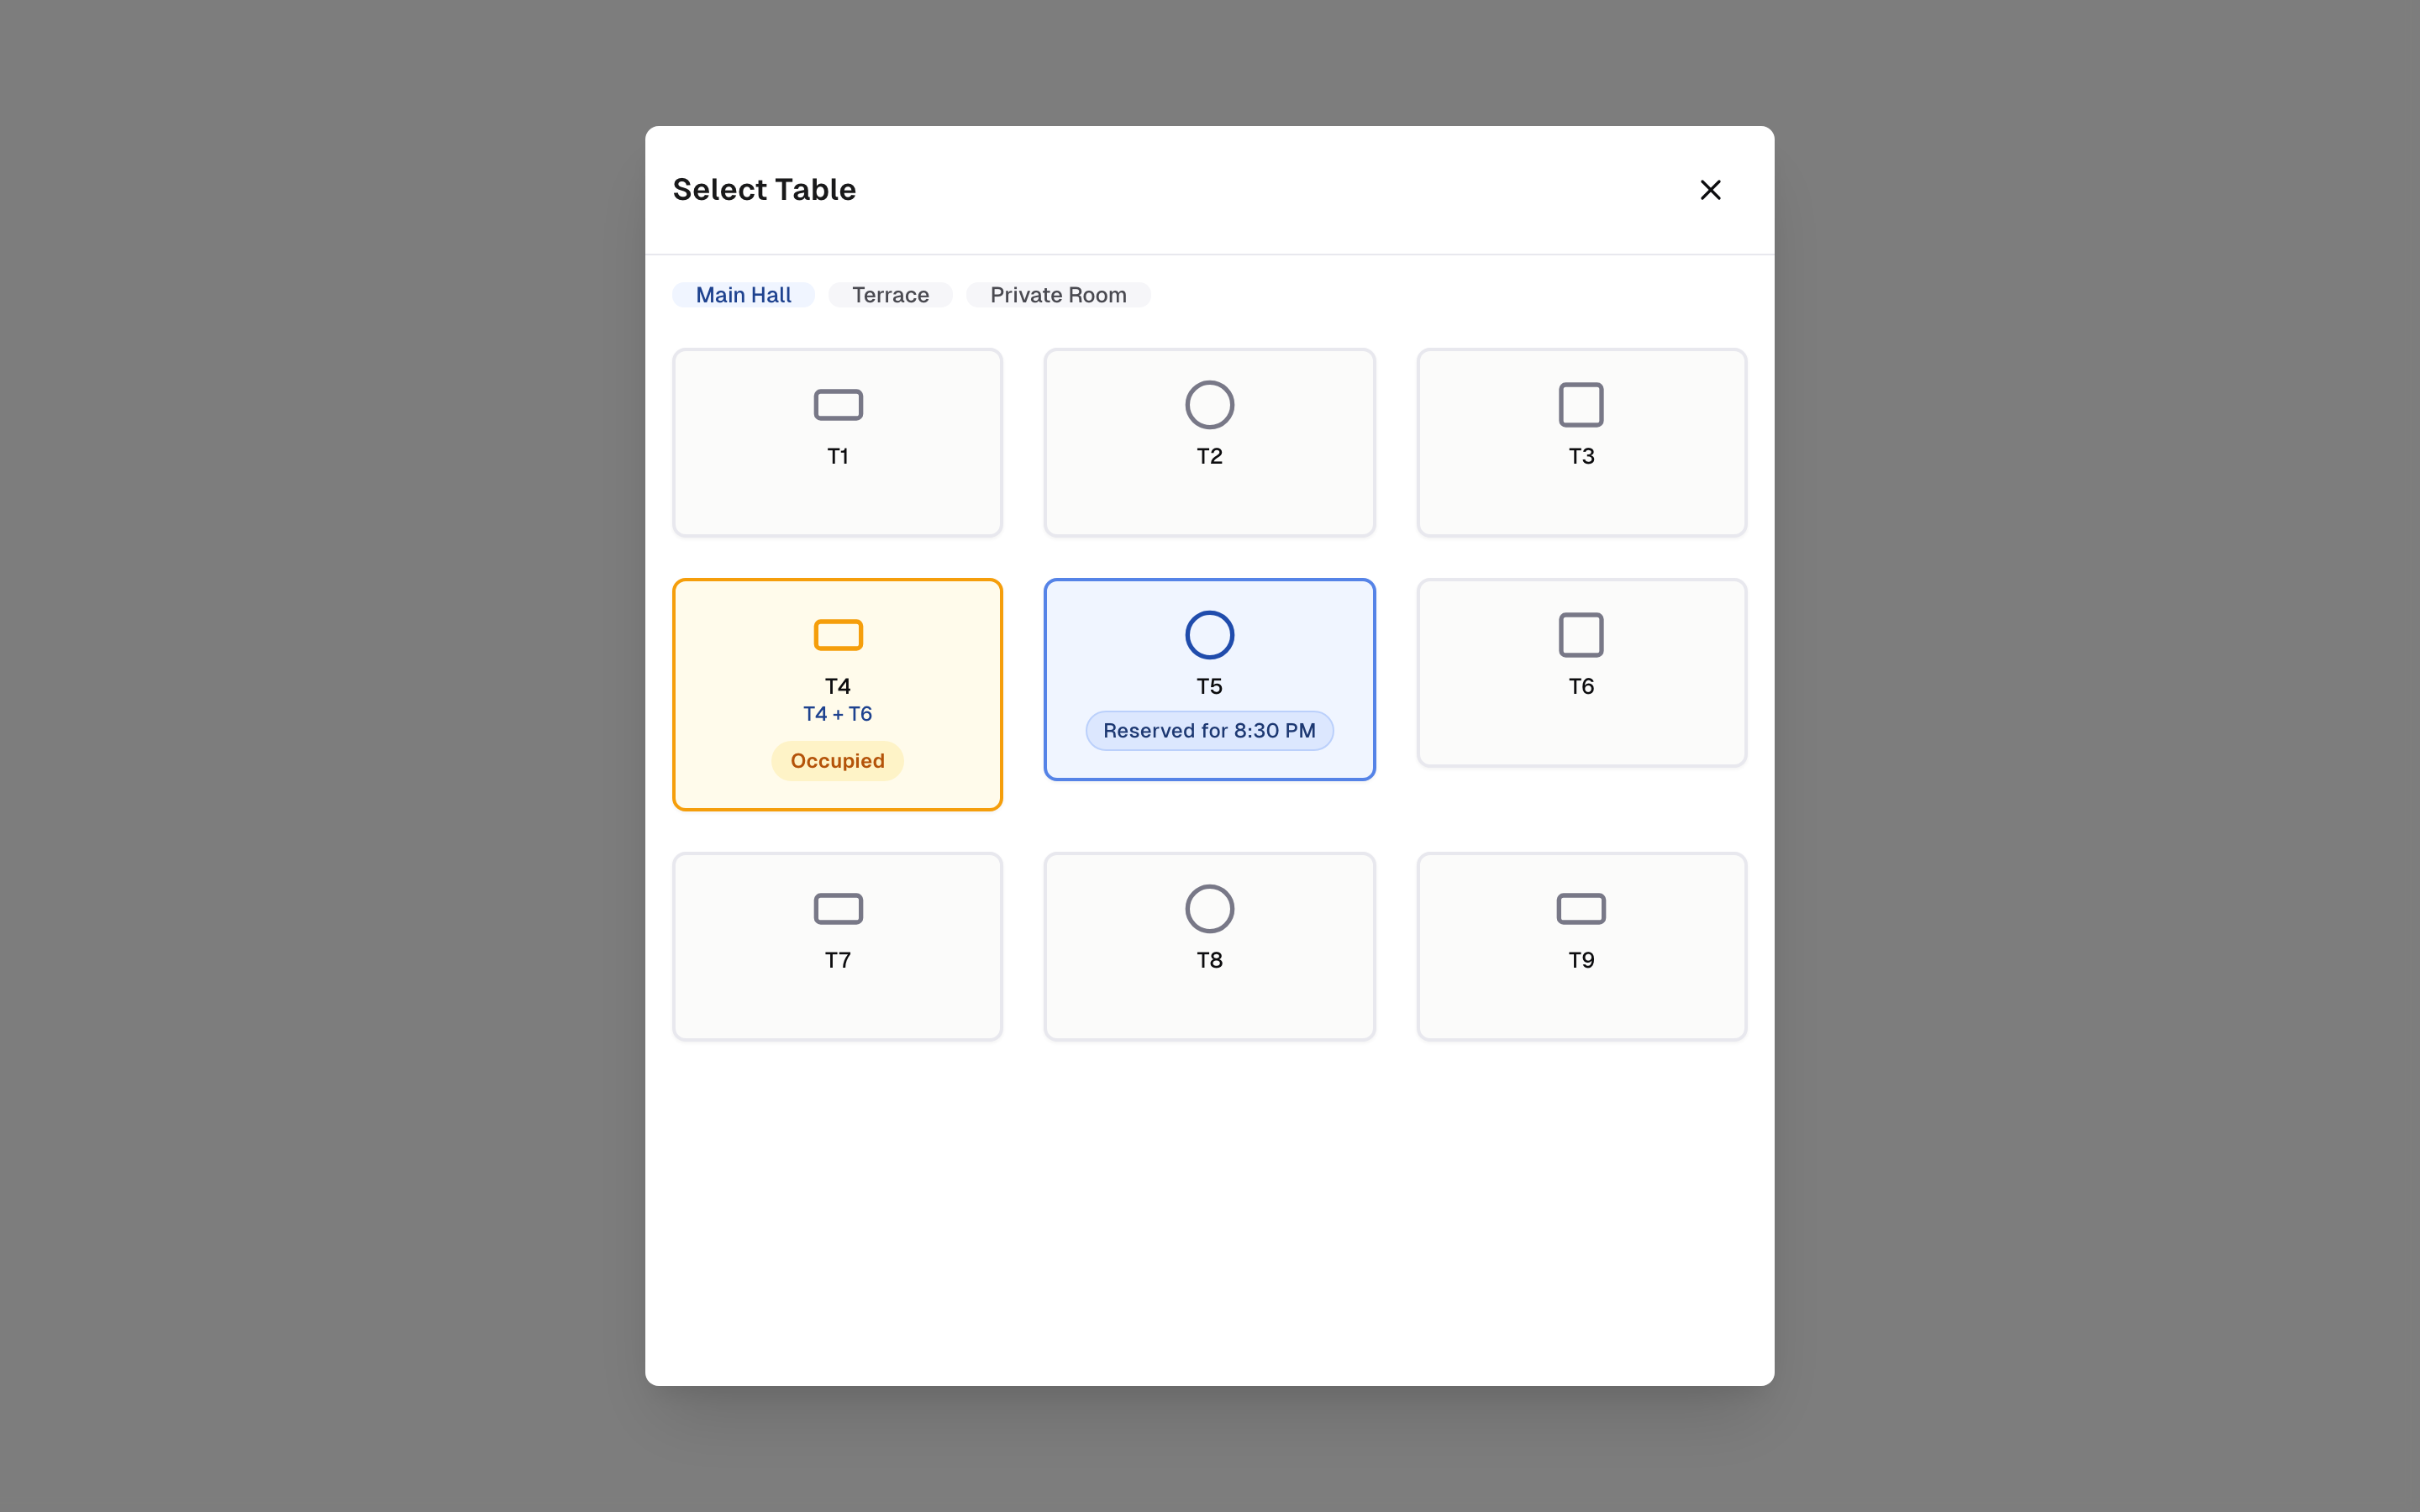 Select Table
Main Hall
Terrace
Private Room
T1
T2
T3
T4
T4 + T6
Occupied
T5
Reserved for 8:30 PM
T6
T7
T8
T9